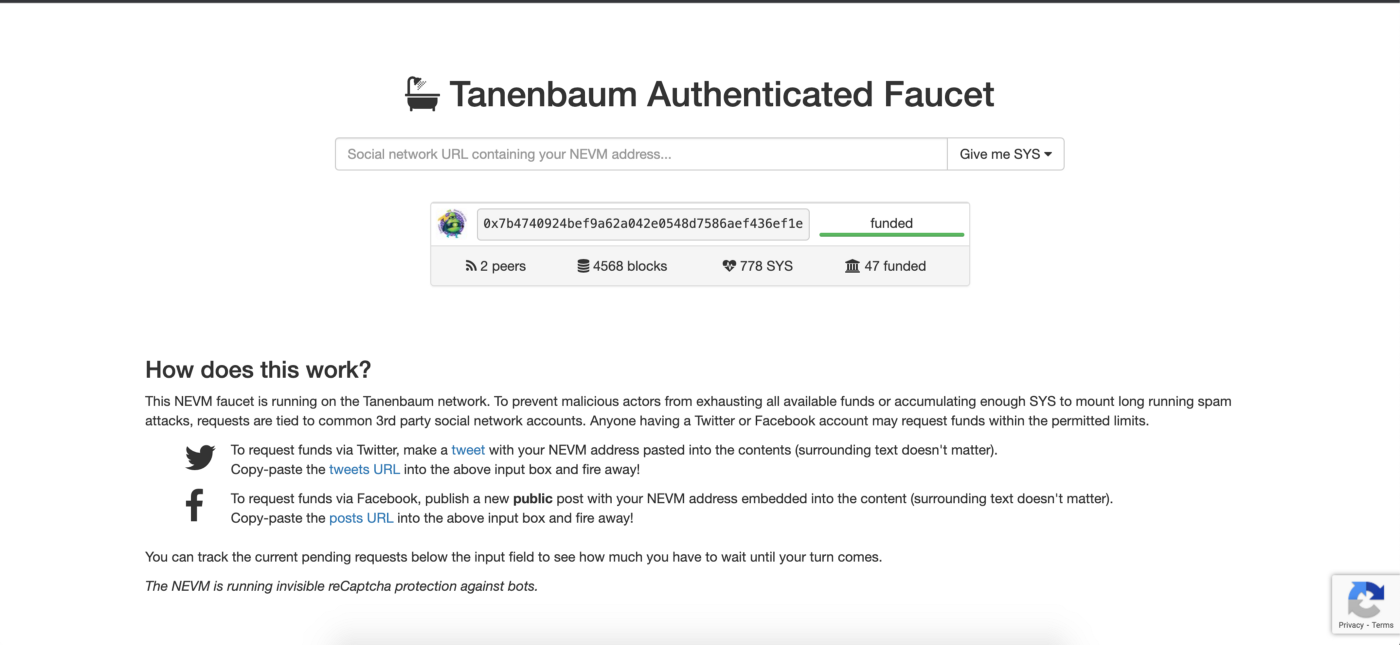 Tanenbaum Authenticated Faucet
Social network URL containing your NEVM address...
Give me SYS
0x7b4740924bef9a62a042e0548d7586aef436ef1e
funded
2 peers
4568 blocks
778 SYS
47 funded
How does this work?
This NEVM faucet is running on the Tanenbaum network. To prevent malicious actors from exhausting all available funds or accumulating enough SYS to mount long running spam
attacks, requests are tied to common 3rd party social network accounts. Anyone having a Twitter or Facebook account may request funds within the permitted limits.
To request funds via Twitter, make a tweet with your NEVM address pasted into the contents (surrounding text doesn't matter).
Copy-paste the tweets URL into the above input box and fire away!
To request funds via Facebook, publish a new public post with your NEVM address embedded into the content (surrounding text doesn't matter).
Copy-paste the posts URL into the above input box and fire away!
You can track the current pending requests below the input field to see how much you have to wait until your turn comes.
The NEVM is running invisible reCaptcha protection against bots.
Privacy - Terms